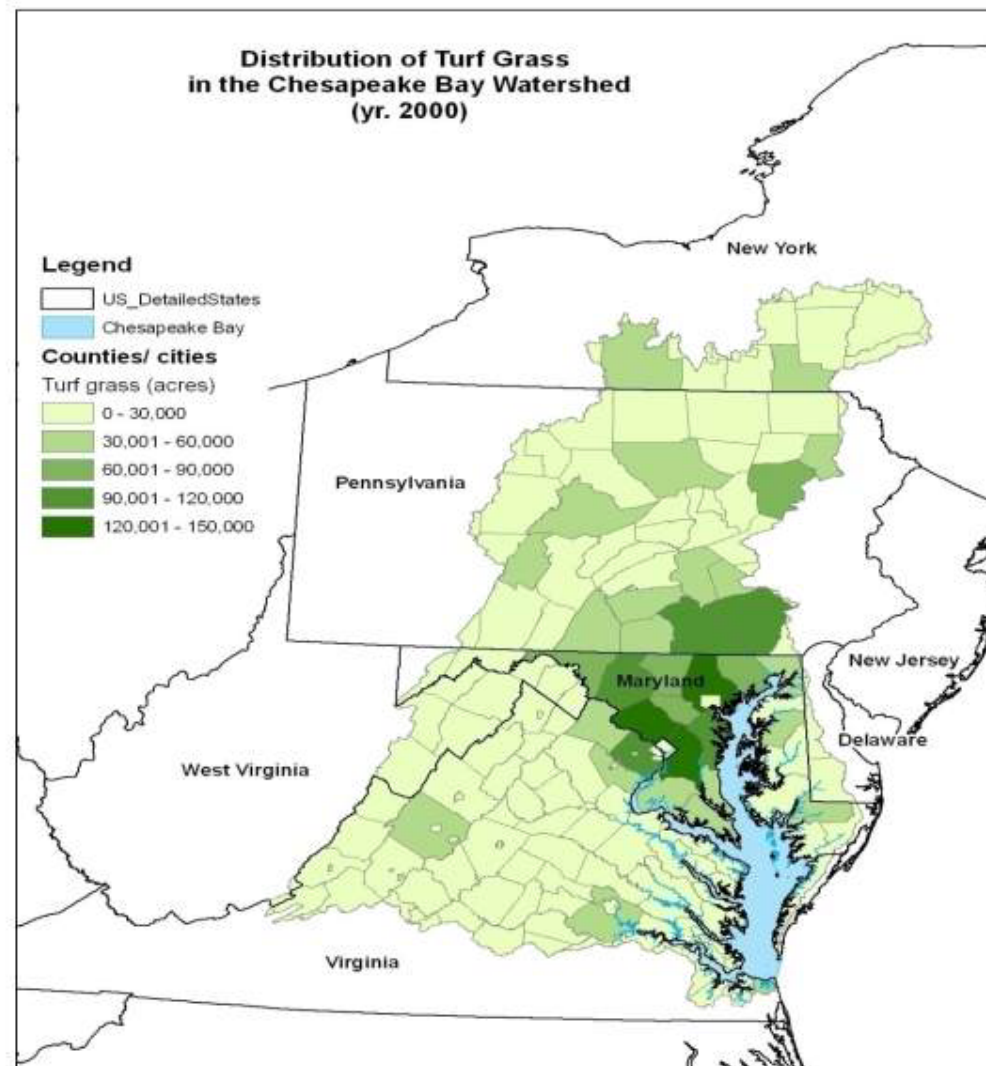 Distribution of Turf Grass
in the Chesapeake Bay Watershed
(yr. 2000)
New York
Legend
US_DetailedStates
Chesapeake Bay
Counties/ cities
Turf grass (acres)
0 - 30,000
30,001 - 60,000
60,001 - 90,000
90,001 - 120,000
120,001 - 150,000
Pennsylvania
New Jersey
Maryland
Delaware
West Virginia
Virginia